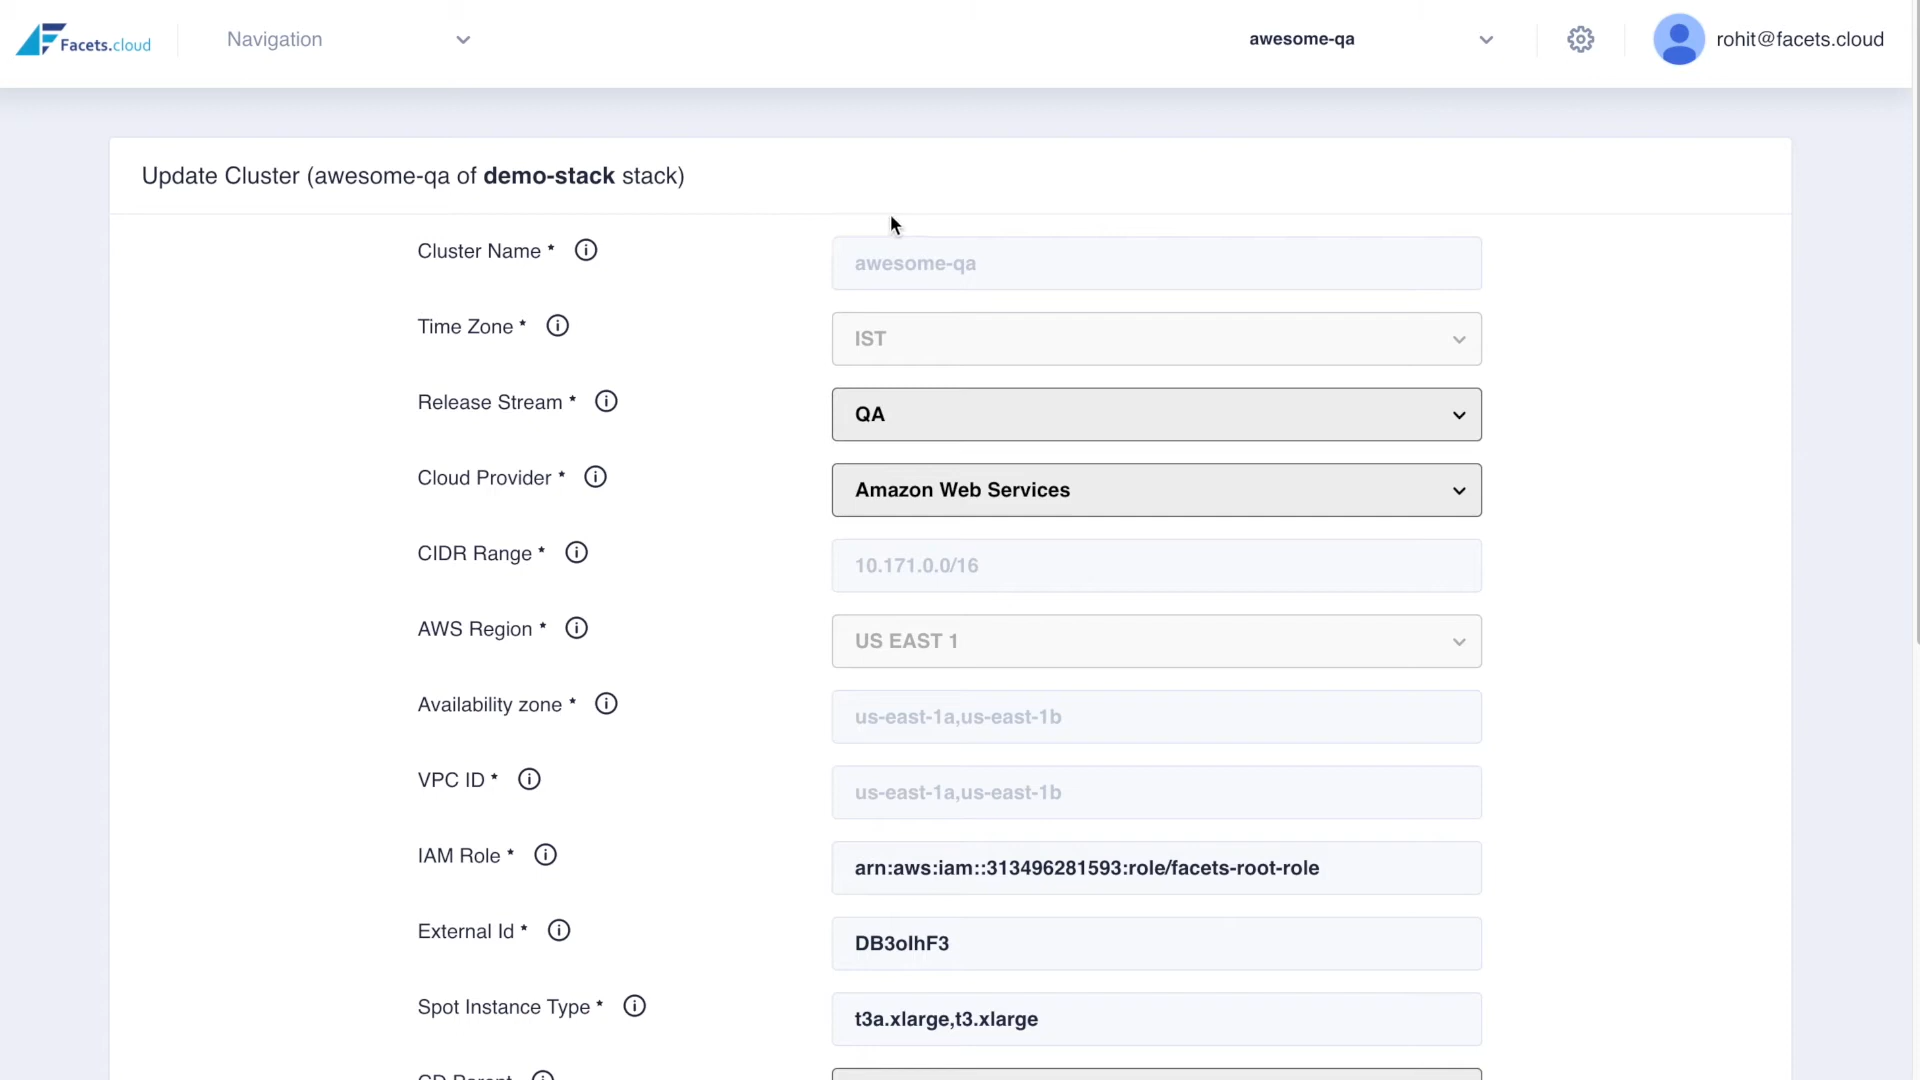 Facets.cloud
Navigation
awesome-qa
rohit@facets.cloud
Update Cluster (awesome-qa of demo-stack stack)
Cluster Name *
awesome-qa
Time Zone *
IST
Release Stream *
QA
Cloud Provider *
Amazon Web Services
CIDR Range *
10.171.0.0/16
AWS Region *
US EAST 1
Availability zone *
us-east-1a,us-east-1b
VPC ID *
us-east-1a,us-east-1b
IAM Role *
arn:aws:iam::313496281593:role/facets-root-role
External Id *
DB3oIhF3
Spot Instance Type *
t3a.xlarge,t3.xlarge
CD Parent